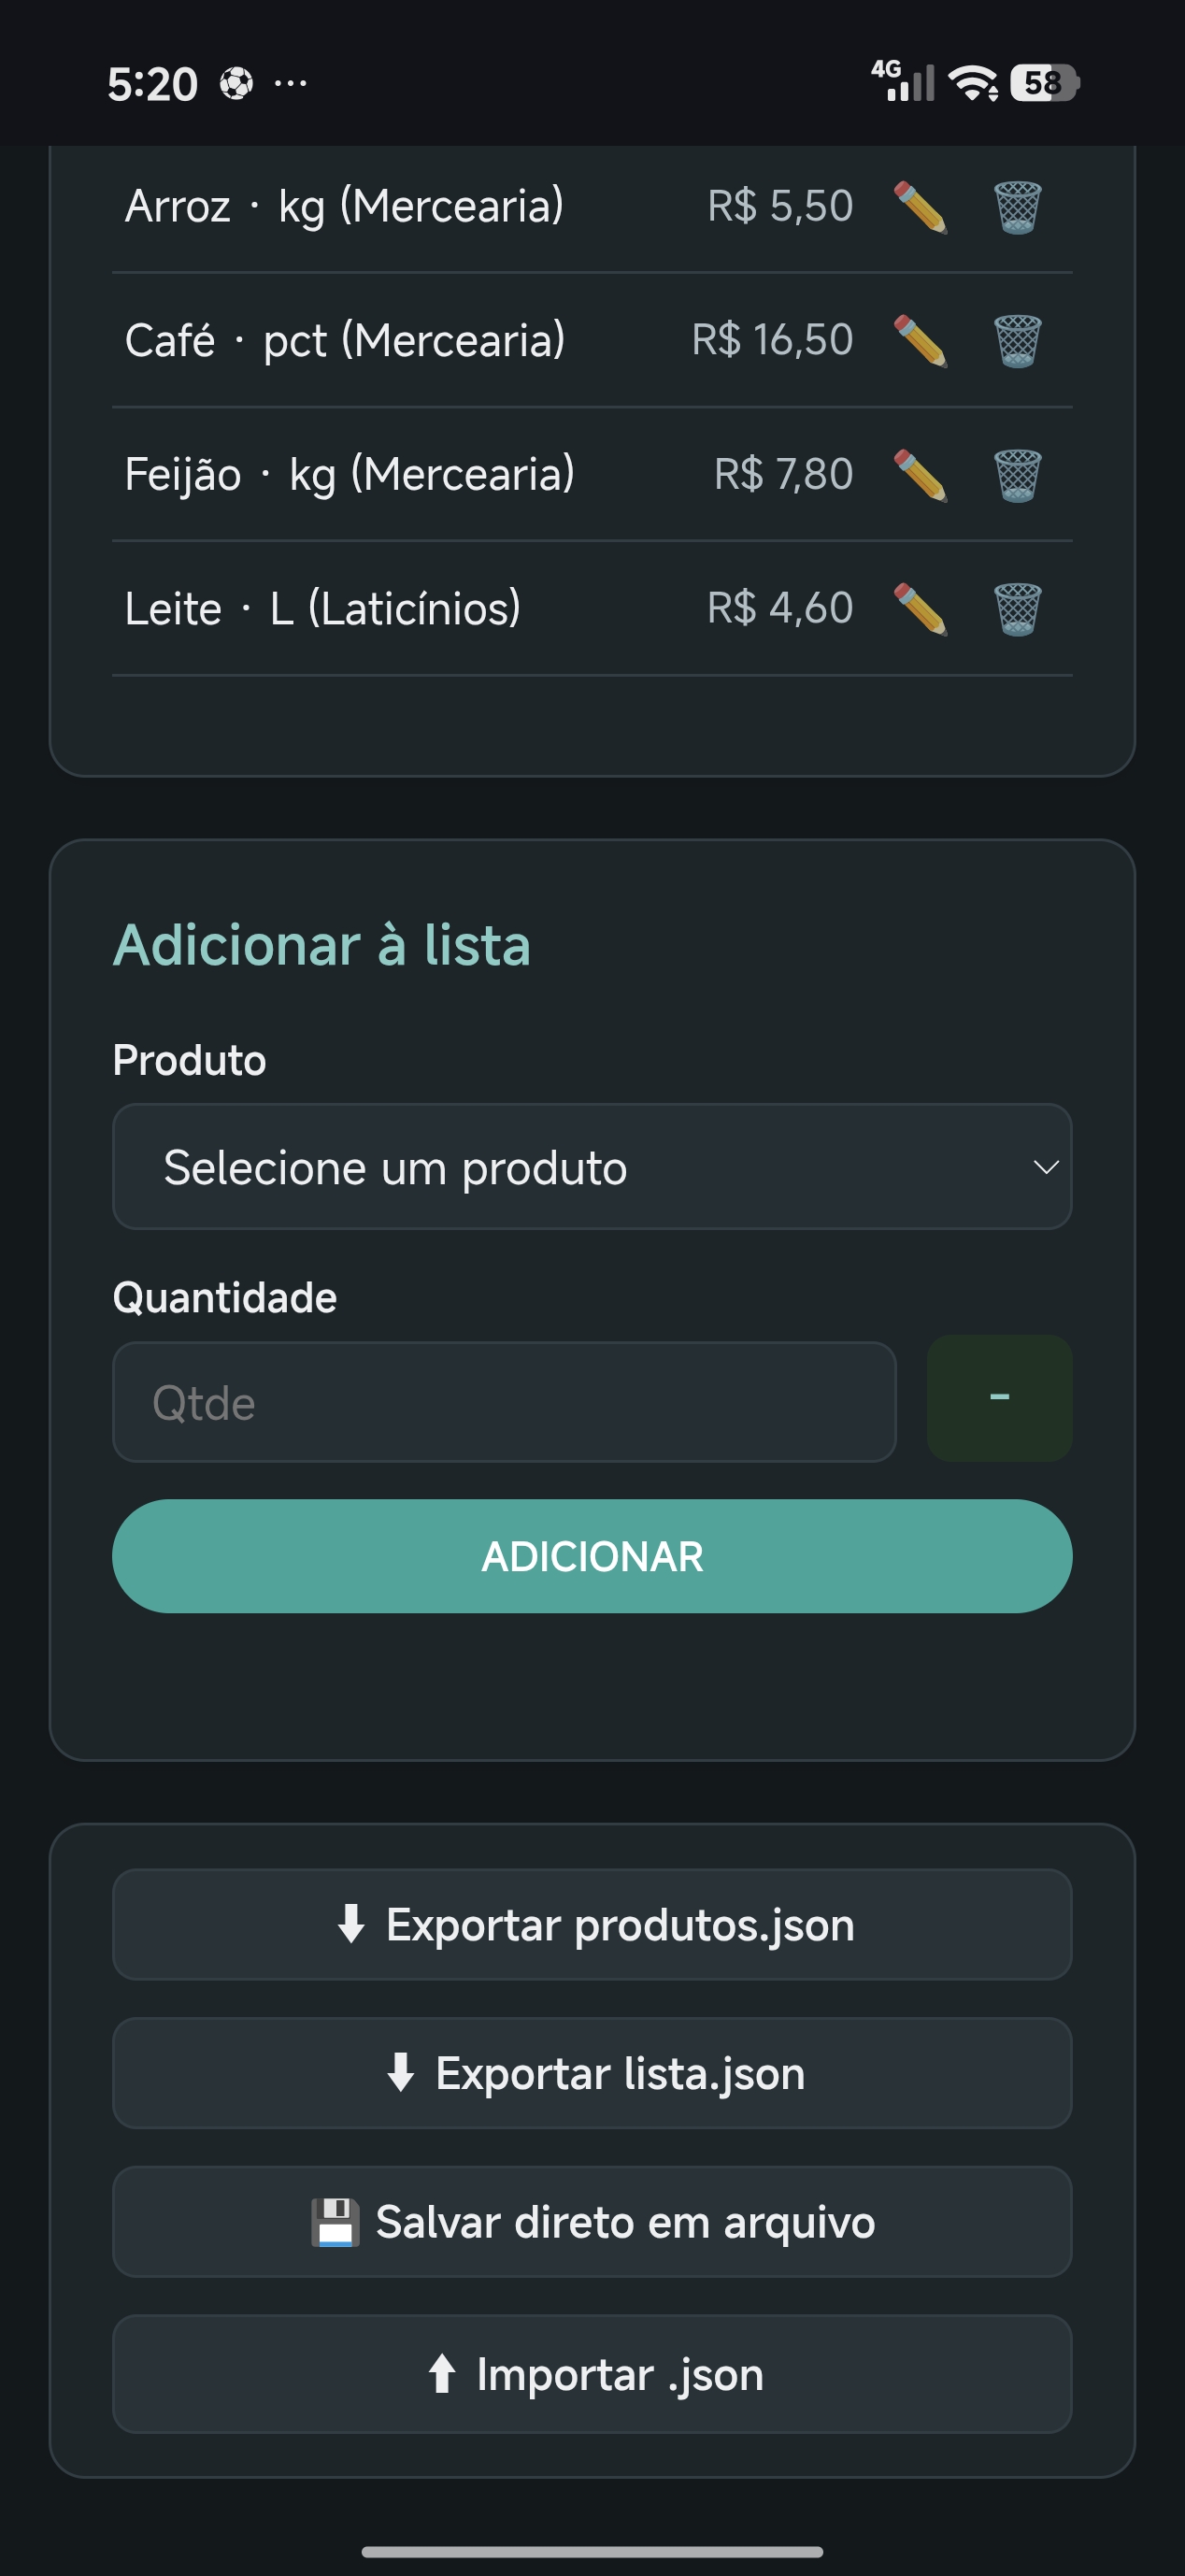 5:20 ⚽ ···
4G 58
Arroz · kg (Mercearia) R$ 5,50
Café · pct (Mercearia) R$ 16,50
Feijão · kg (Mercearia) R$ 7,80
Leite · L (Laticínios) R$ 4,60
Adicionar à lista
Produto
Selecione um produto
Quantidade
Qtde
-
ADICIONAR
⬇ Exportar produtos.json
⬇ Exportar lista.json
💾 Salvar direto em arquivo
⬆ Importar .json